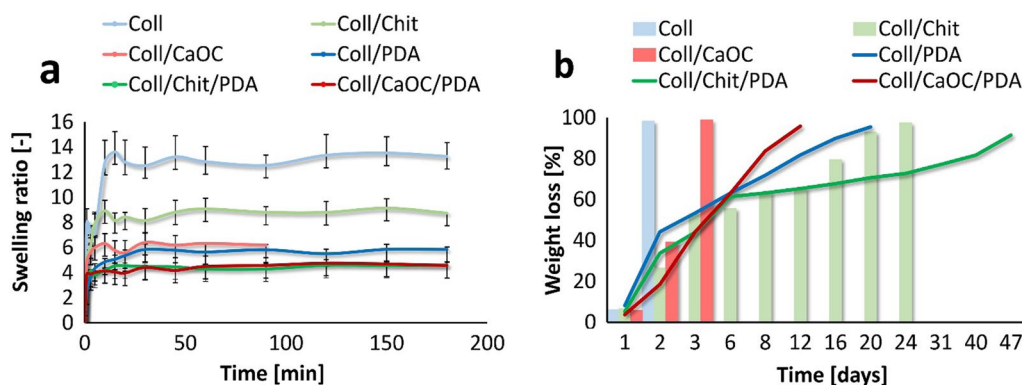 a
Coll
Coll/Chit
Coll/CaOC
Coll/PDA
Coll/Chit/PDA
Coll/CaOC/PDA
Swelling ratio [-]
16
14
12
10
8
6
4
2
0
0 50 100 150 200
Time [min]
b
Coll
Coll/Chit
Coll/CaOC
Coll/PDA
Coll/Chit/PDA
Coll/CaOC/PDA
Weight loss [%]
100
80
60
40
20
0
1 2 3 6 8 12 16 20 24 31 40 47
Time [days]